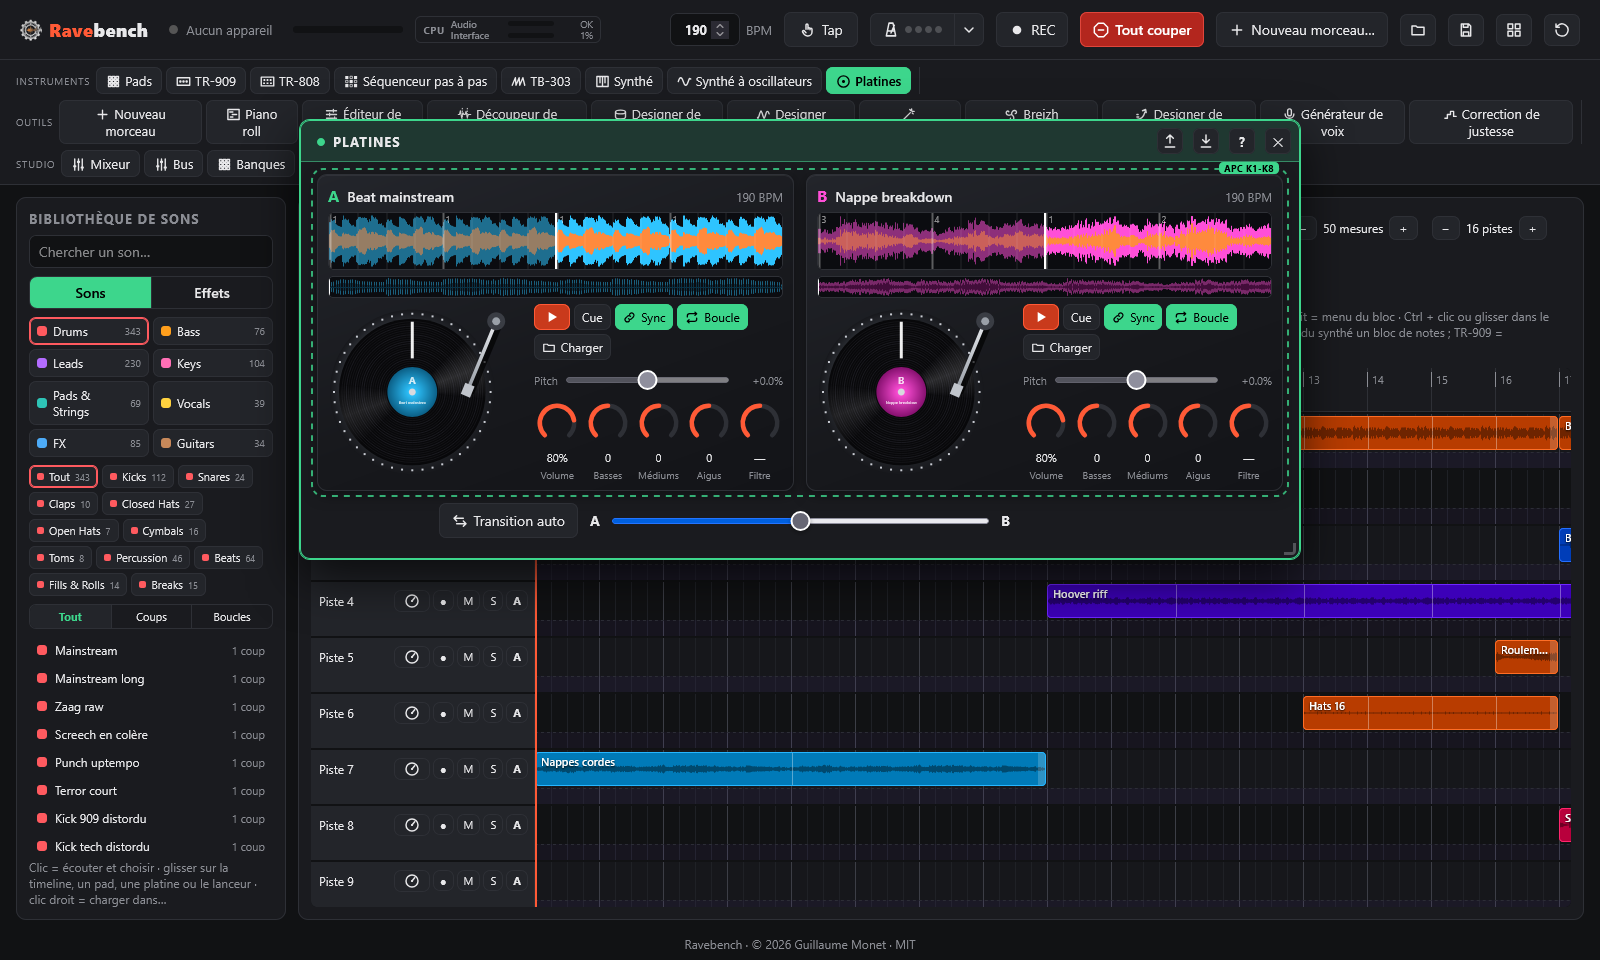 Ravebench
Aucun appareil
CPU
Audio
Interface
OK
1%
190
BPM
Tap
REC
Tout couper
Nouveau morceau...
INSTRUMENTS
Pads
TR-909
TR-808
Séquenceur pas à pas
TB-303
Synthé
Synthé à oscillateurs
Platines
OUTILS
Nouveau morceau
Piano roll
Éditeur de
Découpeur de
Designer de
Designer
Breizh
Designer de
Générateur de voix
Correction de justesse
STUDIO
Mixeur
Bus
Banques
PLATINES
?
APC K1-K8
A Beat mainstream
190 BPM
1
1
Cue
Sync
Boucle
Charger
A
Pitch
+0.0%
80%
0
0
0
—
Volume
Basses
Médiums
Aigus
Filtre
B Nappe breakdown
190 BPM
3
4
1
2
Cue
Sync
Boucle
Charger
B
Pitch
+0.0%
80%
0
0
0
—
Volume
Basses
Médiums
Aigus
Filtre
Transition auto
A
B
BIBLIOTHÈQUE DE SONS
Chercher un son...
Sons
Effets
Drums 343
Bass 76
Leads 230
Keys 104
Pads & Strings 69
Vocals 39
FX 85
Guitars 34
Tout 343
Kicks 112
Snares 24
Claps 10
Closed Hats 27
Open Hats 7
Cymbals 16
Toms 8
Percussion 46
Beats 64
Fills & Rolls 14
Breaks 15
Tout
Coups
Boucles
Mainstream 1 coup
Mainstream long 1 coup
Zaag raw 1 coup
Screech en colère 1 coup
Punch uptempo 1 coup
Terror court 1 coup
Kick 909 distordu 1 coup
Kick tech distordu 1 coup
Clic = écouter et choisir · glisser sur la
timeline, un pad, une platine ou le lanceur ·
clic droit = charger dans...
− 50 mesures +
− 16 pistes +
t = menu du bloc · Ctrl + clic ou glisser dans le
du synthé un bloc de notes ; TR-909 =
13
14
15
16
B
B
Piste 4
M
S
A
Hoover riff
Piste 5
M
S
A
Roulem...
Piste 6
M
S
A
Hats 16
Piste 7
M
S
A
Nappes cordes
Piste 8
M
S
A
S
Piste 9
M
S
A
Ravebench · © 2026 Guillaume Monet · MIT